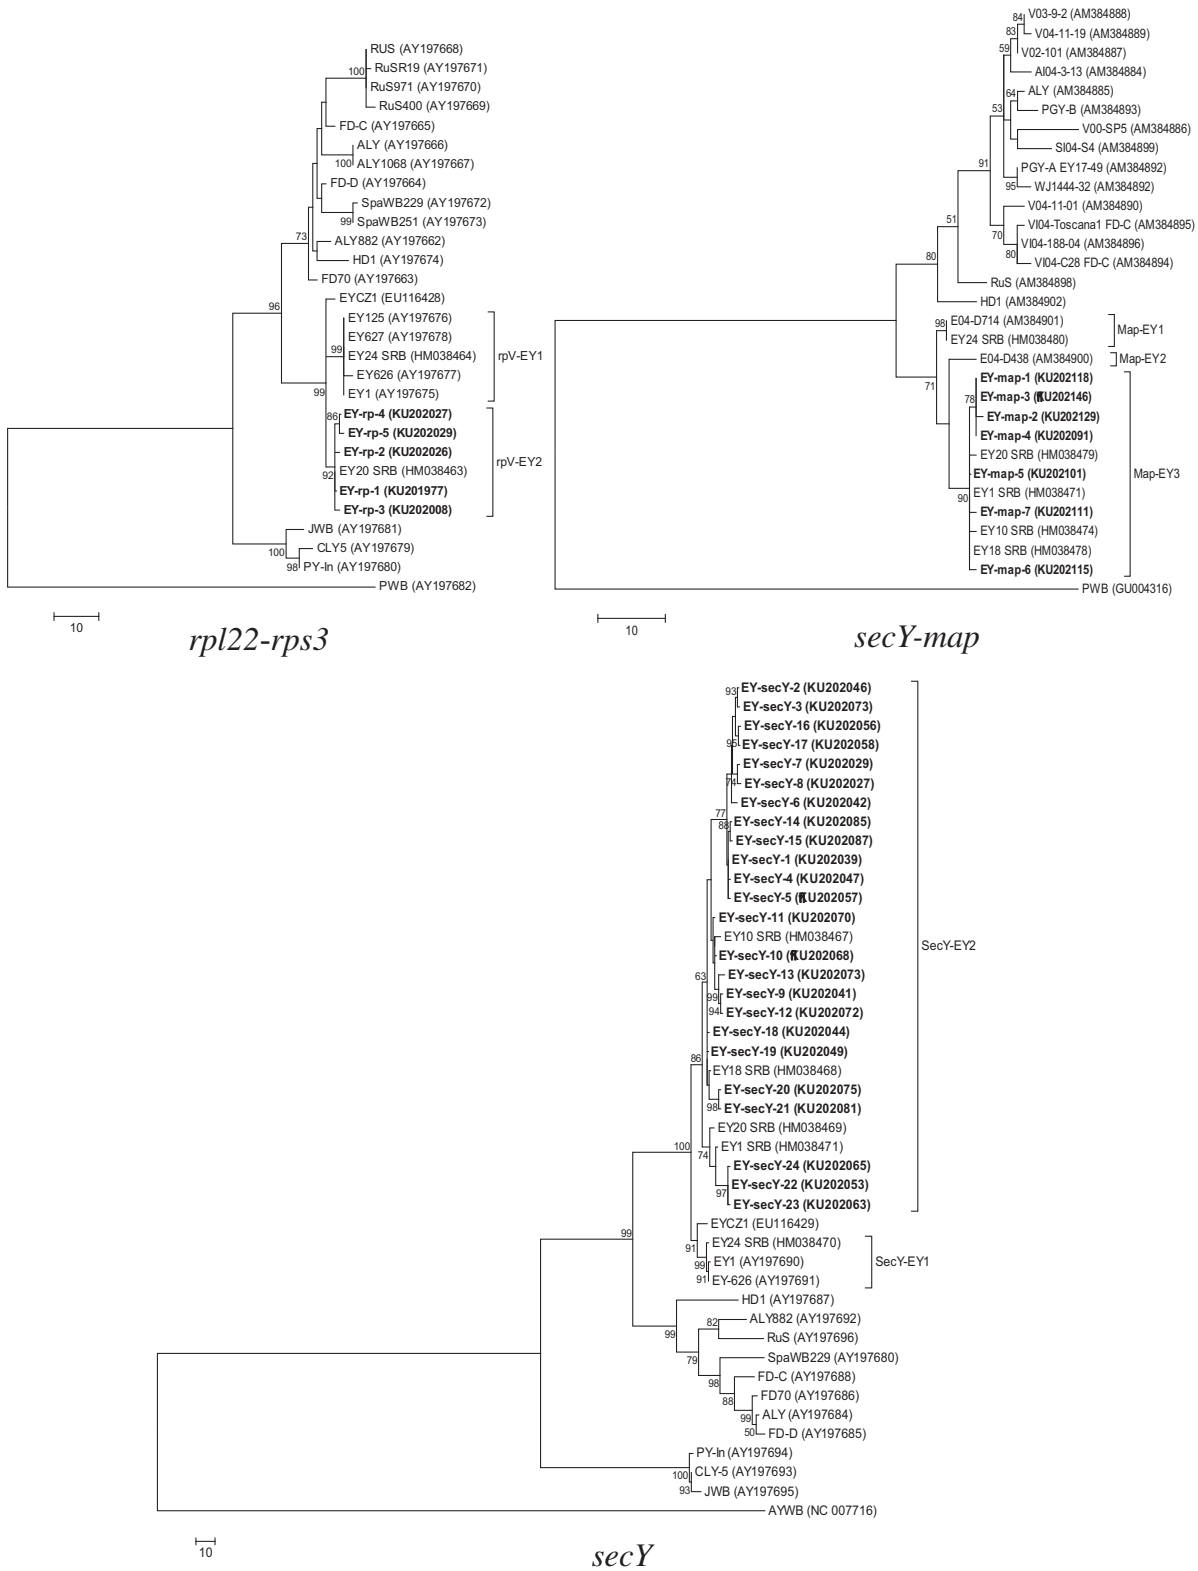 RUS (AY197668)
RuSR19 (AY197671)
100
RuS971 (AY197670)
RuS400 (AY197669)
FD-C (AY197665)
ALY (AY197666)
100
ALY1068 (AY197667)
FD-D (AY197664)
SpaWB229 (AY197672)
99
SpaWB251 (AY197673)
73
ALY882 (AY197662)
HD1 (AY197674)
FD70 (AY197663)
EYCZ1 (EU116428)
96
EY125 (AY197676)
EY627 (AY197678)
99
EY24 SRB (HM038464)
rpV-EY1
EY626 (AY197677)
99
EY1 (AY197675)
86
EY-rp-4 (KU202027)
EY-rp-5 (KU202029)
EY-rp-2 (KU202026)
rpV-EY2
92
EY20 SRB (HM038463)
EY-rp-1 (KU201977)
EY-rp-3 (KU202008)
JWB (AY197681)
100
CLY5 (AY197679)
98
PY-In (AY197680)
PWB (AY197682)
10
rpl22-rps3
84
V03-9-2 (AM384888)
83
V04-11-19 (AM384889)
59
V02-101 (AM384887)
AI04-3-13 (AM384884)
64
ALY (AM384885)
53
PGY-B (AM384893)
V00-SP5 (AM384886)
SI04-S4 (AM384899)
91
PGY-A EY17-49 (AM384892)
95
WJ1444-32 (AM384892)
V04-11-01 (AM384890)
51
VI04-Toscana1 FD-C (AM384895)
70
VI04-188-04 (AM384896)
80
80
VI04-C28 FD-C (AM384894)
RuS (AM384898)
HD1 (AM384902)
98
E04-D714 (AM384901)
Map-EY1
EY24 SRB (HM038480)
E04-D438 (AM384900)
Map-EY2
71
EY-map-1 (KU202118)
78
EY-map-3 (KU202146)
EY-map-2 (KU202129)
EY-map-4 (KU202091)
EY20 SRB (HM038479)
EY-map-5 (KU202101)
Map-EY3
90
EY1 SRB (HM038471)
EY-map-7 (KU202111)
EY10 SRB (HM038474)
EY18 SRB (HM038478)
EY-map-6 (KU202115)
PWB (GU004316)
10
secY-map
93
EY-secY-2 (KU202046)
EY-secY-3 (KU202073)
EY-secY-16 (KU202056)
95
EY-secY-17 (KU202058)
EY-secY-7 (KU202029)
74
EY-secY-8 (KU202027)
EY-secY-6 (KU202042)
77
88
EY-secY-14 (KU202085)
EY-secY-15 (KU202087)
EY-secY-1 (KU202039)
EY-secY-4 (KU202047)
EY-secY-5 (KU202057)
EY-secY-11 (KU202070)
EY10 SRB (HM038467)
SecY-EY2
EY-secY-10 (KU202068)
63
EY-secY-13 (KU202073)
99
EY-secY-9 (KU202041)
94
EY-secY-12 (KU202072)
EY-secY-18 (KU202044)
86
EY-secY-19 (KU202049)
EY18 SRB (HM038468)
EY-secY-20 (KU202075)
98
EY-secY-21 (KU202081)
EY20 SRB (HM038469)
100
74
EY1 SRB (HM038471)
EY-secY-24 (KU202065)
97
EY-secY-22 (KU202053)
EY-secY-23 (KU202063)
EYCZ1 (EU116429)
99
91
EY24 SRB (HM038470)
99
EY1 (AY197690)
SecY-EY1
91
EY-626 (AY197691)
HD1 (AY197687)
99
82
ALY882 (AY197692)
RuS (AY197696)
79
SpaWB229 (AY197680)
98
FD-C (AY197688)
88
FD70 (AY197686)
99
ALY (AY197684)
50
FD-D (AY197685)
PY-In (AY197694)
100
CLY-5 (AY197693)
93
JWB (AY197695)
AYWB (NC 007716)
10
secY